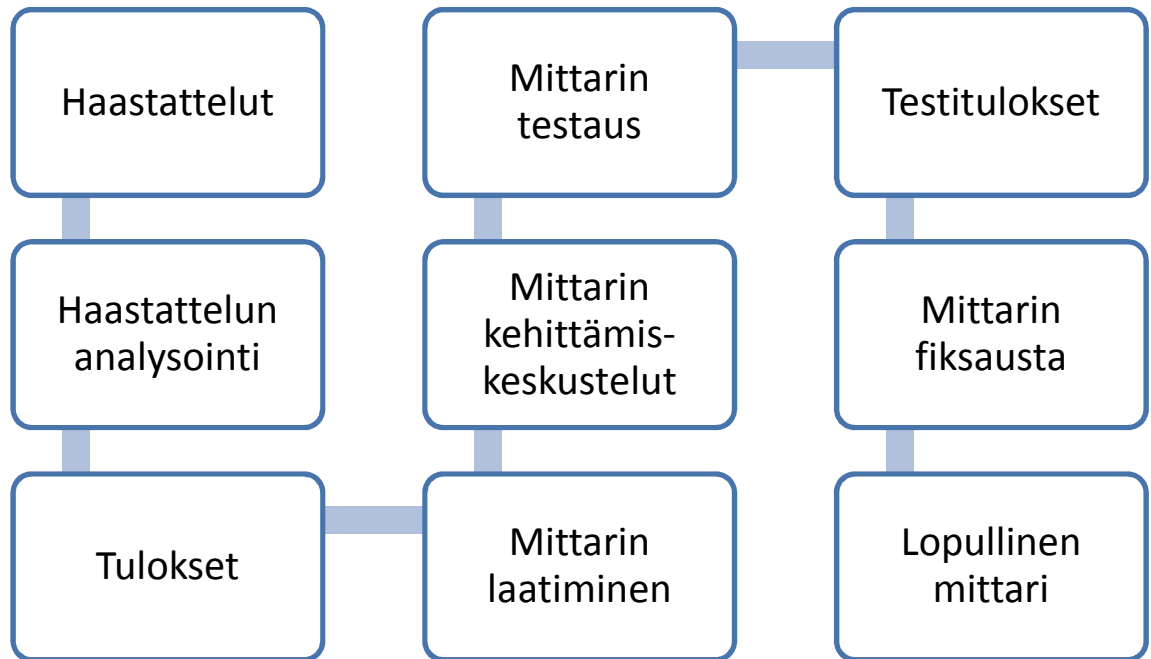 Haastattelut
Haastattelun
analysointi
Tulokset
Mittarin
laatiminen
Mittarin
kehittämis-
keskustelut
Mittarin
testaus
Testitulokset
Mittarin
fiksausta
Lopullinen
mittari